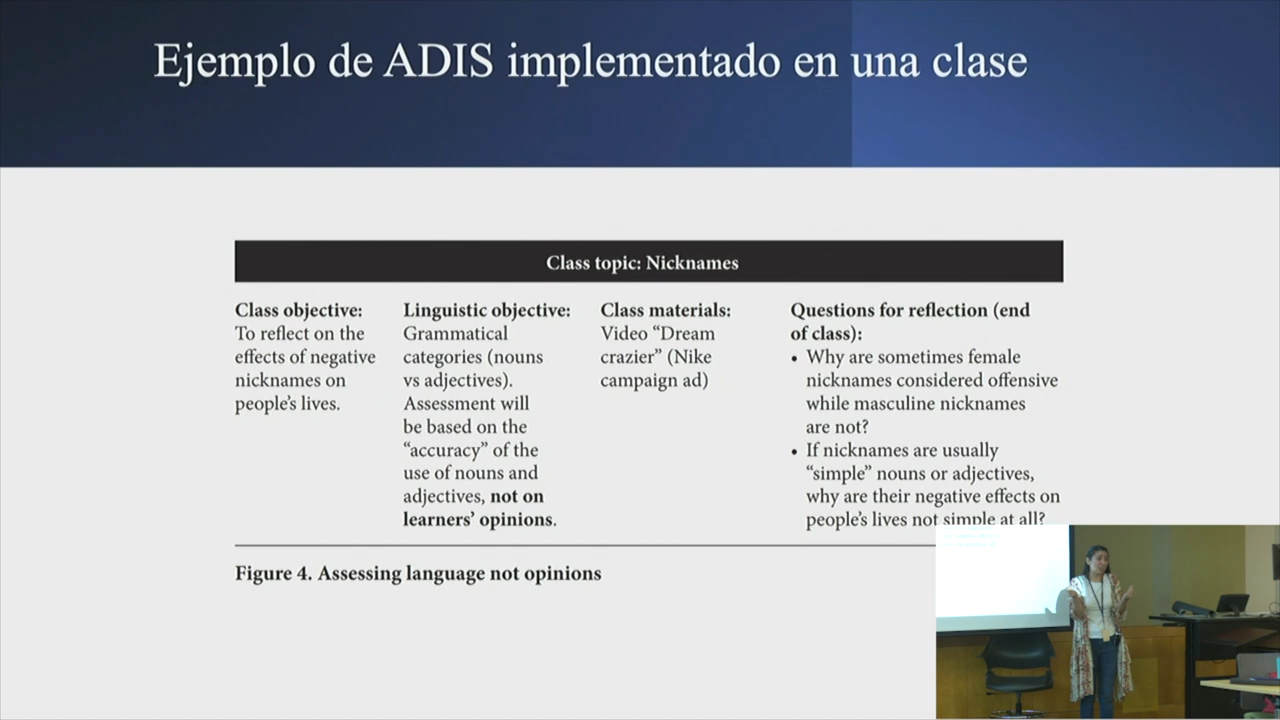 Ejemplo de ADIS implementado en una clase
Class topic: Nicknames
Class objective:
To reflect on the
effects of negative
nicknames on
people’s lives.
Linguistic objective:
Grammatical
categories (nouns
vs adjectives).
Assessment will
be based on the
“accuracy” of the
use of nouns and
adjectives, not on
learners’ opinions.
Class materials:
Video “Dream
crazier” (Nike
campaign ad)
Questions for reflection (end
of class):
• Why are sometimes female
nicknames considered offensive
while masculine nicknames
are not?
• If nicknames are usually
“simple” nouns or adjectives,
why are their negative effects on
people’s lives not simple at all?
Figure 4. Assessing language not opinions